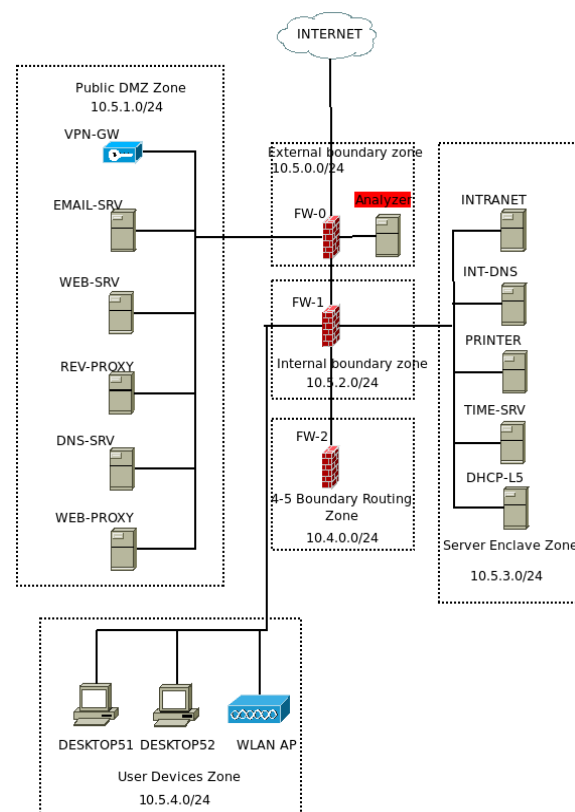 INTERNET
Public DMZ Zone
10.5.1.0/24
VPN-GW
EMAIL-SRV
WEB-SRV
REV-PROXY
DNS-SRV
WEB-PROXY
External boundary zone
10.5.0.0/24
Analyzer
FW-0
FW-1
Internal boundary zone
10.5.2.0/24
FW-2
4-5 Boundary Routing
Zone
10.4.0.0/24
INTRANET
INT-DNS
PRINTER
TIME-SRV
DHCP-L5
Server Enclave Zone
10.5.3.0/24
DESKTOP51
DESKTOP52
WLAN AP
User Devices Zone
10.5.4.0/24